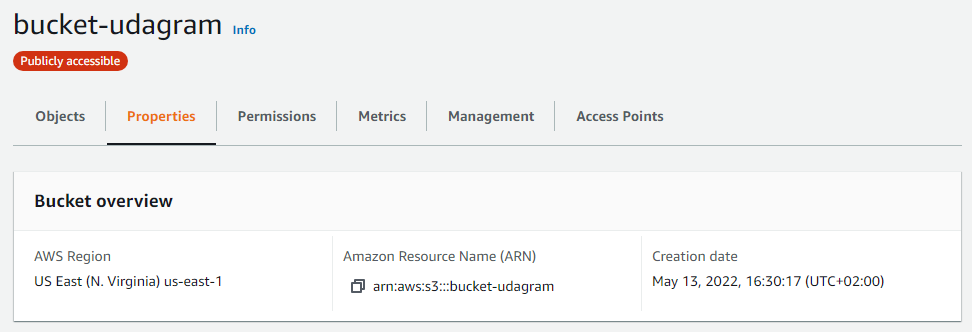 bucket-udagram Info
Publicly accessible
Objects Properties Permissions Metrics Management Access Points
Bucket overview
AWS Region
US East (N. Virginia) us-east-1
Amazon Resource Name (ARN)
arn:aws:s3:::bucket-udagram
Creation date
May 13, 2022, 16:30:17 (UTC+02:00)